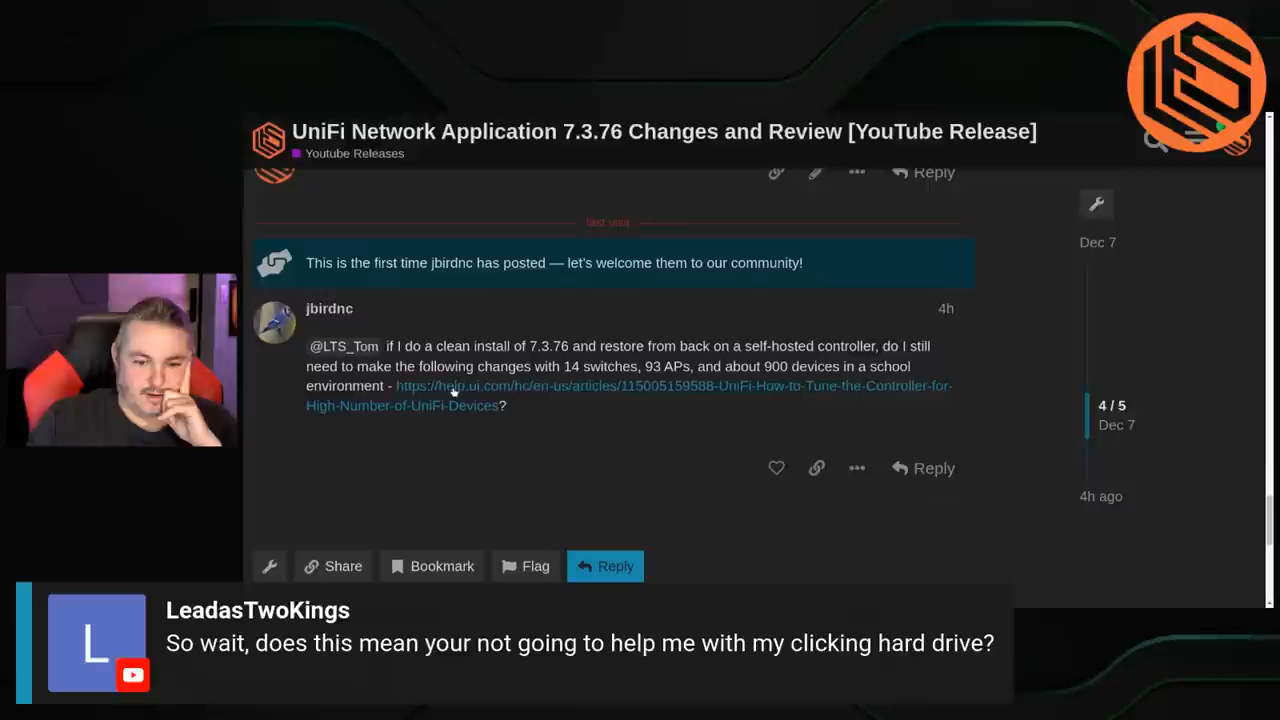 UniFi Network Application 7.3.76 Changes and Review [YouTube Release]
Youtube Releases
Reply
last visit
Dec 7
This is the first time jbirdnc has posted — let's welcome them to our community!
jbirdnc
4h
@LTS_Tom if I do a clean install of 7.3.76 and restore from back on a self-hosted controller, do I still
need to make the following changes with 14 switches, 93 APs, and about 900 devices in a school
environment - https://help.ui.com/hc/en-us/articles/115005159588-UniFi-How-to-Tune-the-Controller-for-
High-Number-of-UniFi-Devices?
4 / 5
Dec 7
Reply
4h ago
Share
Bookmark
Flag
Reply
LeadasTwoKings
L
So wait, does this mean your not going to help me with my clicking hard drive?